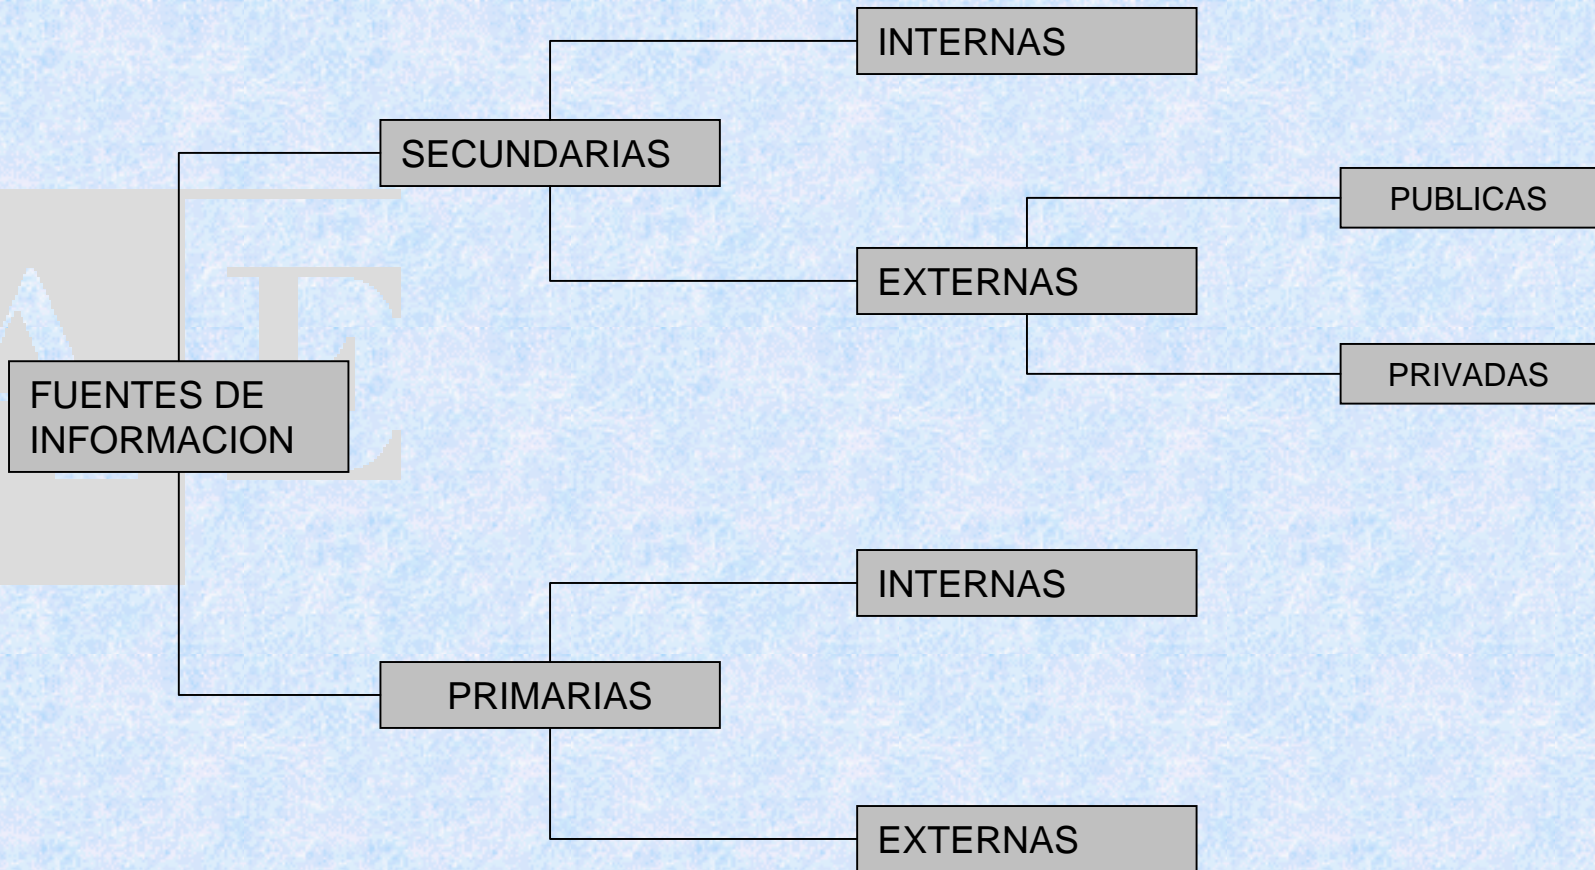 INTERNAS
SECUNDARIAS
PUBLICAS
EXTERNAS
PRIVADAS
FUENTES DE
INFORMACION
INTERNAS
PRIMARIAS
EXTERNAS